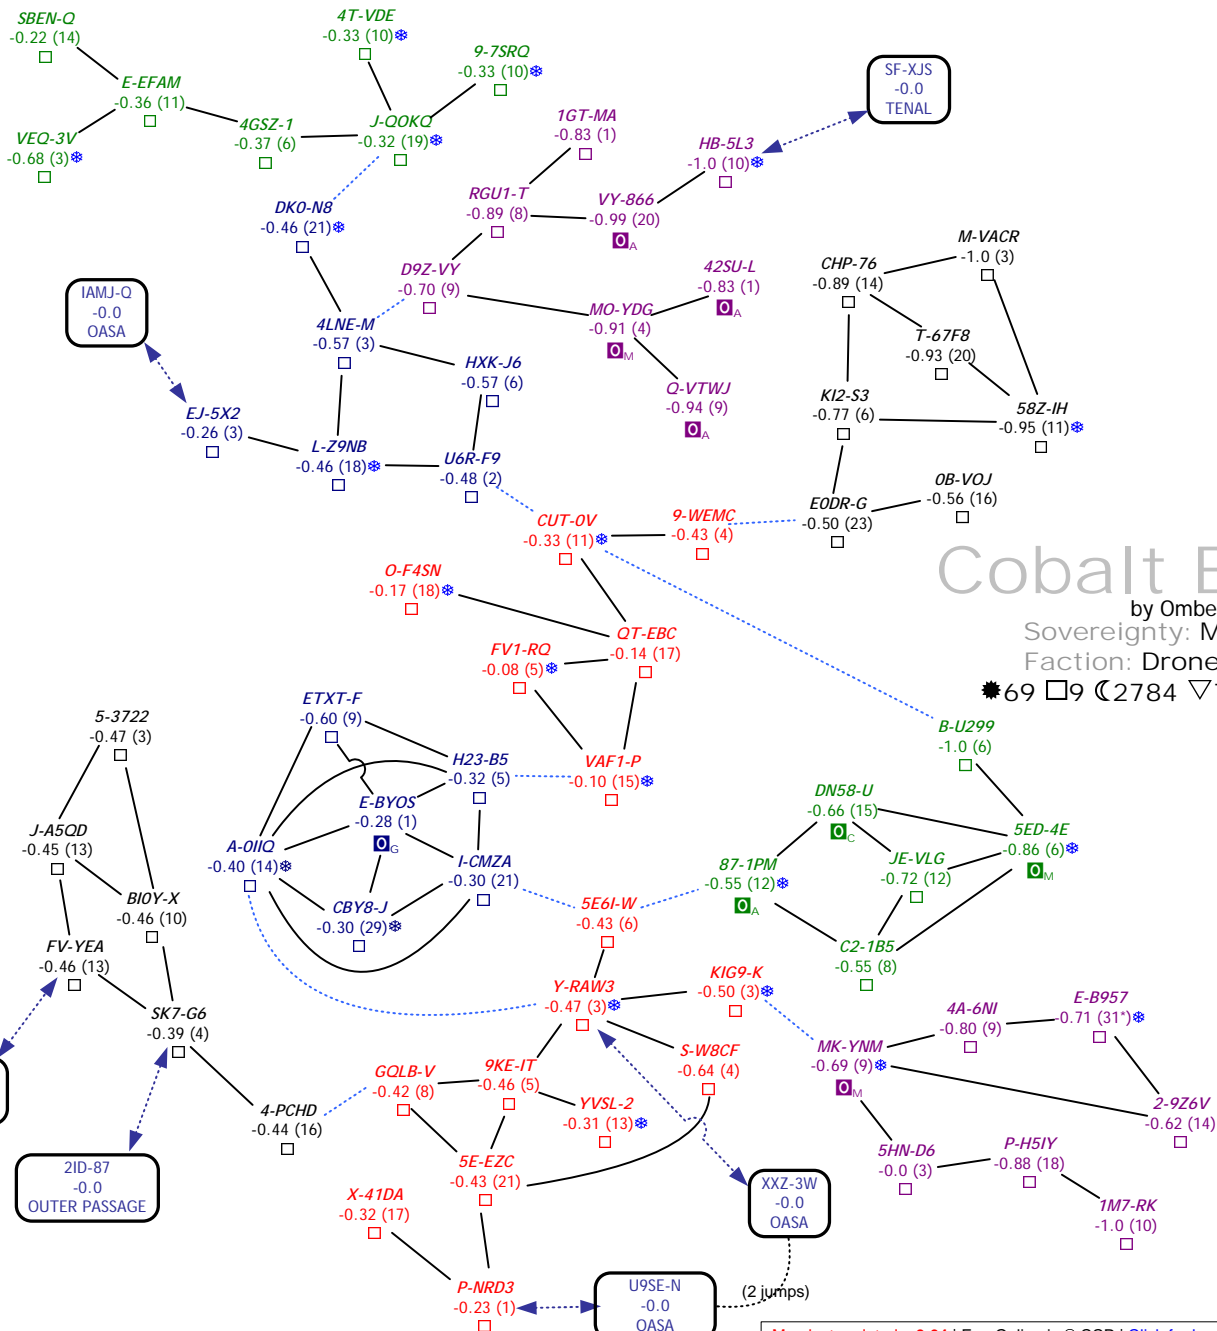 SBEN-Q
-0.22 (14)
4T-VDE
-0.33 (10)
9-7SRQ
-0.33 (10)
E-EFAM
-0.36 (11)
SF-XJS
-0.0
TENAL
VEQ-3V
-0.68 (3)
4GSZ-1
-0.37 (6)
J-QOKQ
-0.32 (19)
1GT-MA
-0.83 (1)
HB-5L3
-1.0 (10)
DK0-N8
-0.46 (21)
RGU1-T
-0.89 (8)
VY-866
-0.99 (20)
0A
M-VACR
-1.0 (3)
D9Z-VY
-0.70 (9)
42SU-L
-0.83 (1)
0A
CHP-76
-0.89 (14)
IAMJ-Q
-0.0
OASA
4LNE-M
-0.57 (3)
MO-YDG
-0.91 (4)
0M
T-67F8
-0.93 (20)
HXK-J6
-0.57 (6)
Q-VTWJ
-0.94 (9)
0A
KI2-S3
-0.77 (6)
58Z-IH
-0.95 (11)
EJ-5X2
-0.26 (3)
L-Z9NB
-0.46 (18)
U6R-F9
-0.48 (2)
0B-VOJ
-0.56 (16)
E0DR-G
-0.50 (23)
CUT-0V
-0.33 (11)
9-WEMC
-0.43 (4)
Cobalt E
by Ombe
Sovereignty: M
Faction: Drone
69 9 2784
O-F4SN
-0.17 (18)
QT-EBC
-0.14 (17)
FV1-RQ
-0.08 (5)
ETXT-F
-0.60 (9)
5-3722
-0.47 (3)
B-U299
-1.0 (6)
H23-B5
-0.32 (5)
VAF1-P
-0.10 (15)
E-BYOS
-0.28 (1)
0G
DN58-U
-0.66 (15)
0C
J-A5QD
-0.45 (13)
A-0IIQ
-0.40 (14)
I-CMZA
-0.30 (21)
87-1PM
-0.55 (12)
0A
JE-VLG
-0.72 (12)
5ED-4E
-0.86 (6)
0M
BI0Y-X
-0.46 (10)
CBY8-J
-0.30 (29)
5E6I-W
-0.43 (6)
C2-1B5
-0.55 (8)
FV-YEA
-0.46 (13)
Y-RAW3
-0.47 (3)
KIG9-K
-0.50 (3)
4A-6NI
-0.80 (9)
E-B957
-0.71 (31*)
SK7-G6
-0.39 (4)
MK-YNM
-0.69 (9)
0M
S-W8CF
-0.64 (4)
GQLB-V
-0.42 (8)
9KE-IT
-0.46 (5)
YVSL-2
-0.31 (13)
2-9Z6V
-0.62 (14)
4-PCHD
-0.44 (16)
5HN-D6
-0.0 (3)
P-H5IY
-0.88 (18)
2ID-87
-0.0
OUTER PASSAGE
5E-EZC
-0.43 (21)
XXZ-3W
-0.0
OASA
X-41DA
-0.32 (17)
1M7-RK
-1.0 (10)
P-NRD3
-0.23 (1)
U9SE-N
-0.0
OASA
(2 jumps)